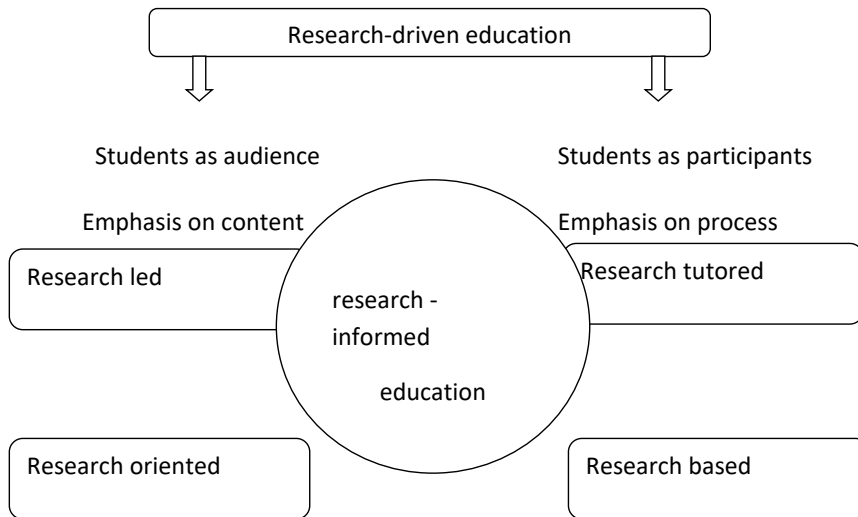 Research-driven education
Students as audience
Students as participants
Emphasis on content
Emphasis on process
Research led
Research tutored
research -
informed
education
Research oriented
Research based